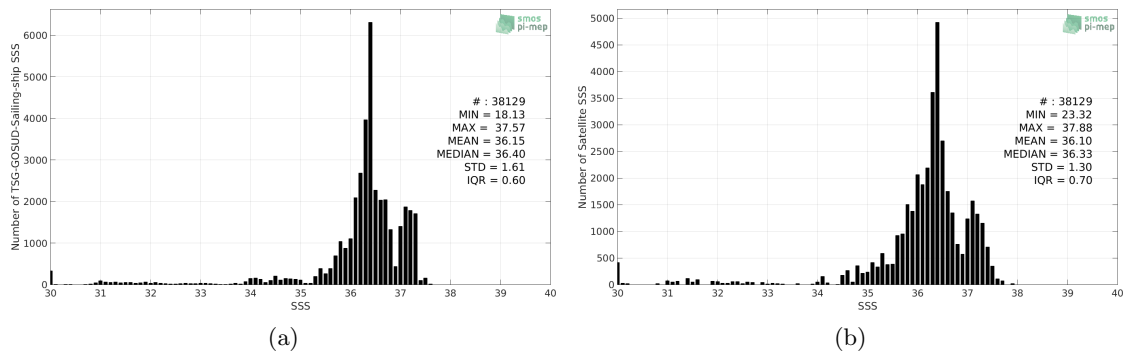 Number of TSG-GOSUD-Sailing-ship SSS
6000
5000
4000
3000
2000
1000
0
30 31 32 33 34 35 36 37 38 39 40
SSS
smos
pi-mep
# : 38129
MIN = 18.13
MAX = 37.57
MEAN = 36.15
MEDIAN = 36.40
STD = 1.61
IQR = 0.60
(a)
Number of Satellite SSS
5000
4500
4000
3500
3000
2500
2000
1500
1000
500
0
30 31 32 33 34 35 36 37 38 39 40
SSS
smos
pi-mep
# : 38129
MIN = 23.32
MAX = 37.88
MEAN = 36.10
MEDIAN = 36.33
STD = 1.30
IQR = 0.70
(b)